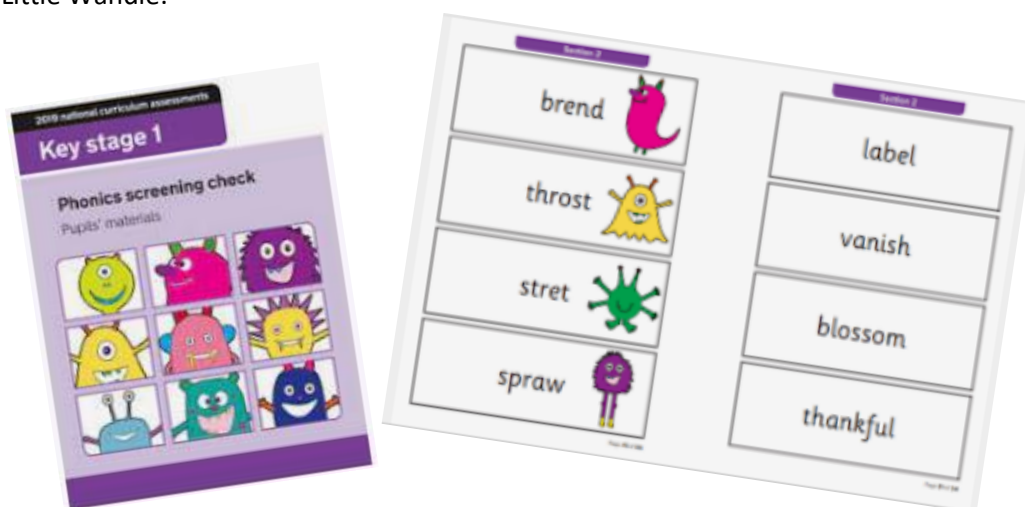 Little Wandle.
2019 national curriculum assessments
Key stage 1
Phonics screening check
Pupils' materials
Section 2
brend
throst
stret
spraw
Section 2
label
vanish
blossom
thankful